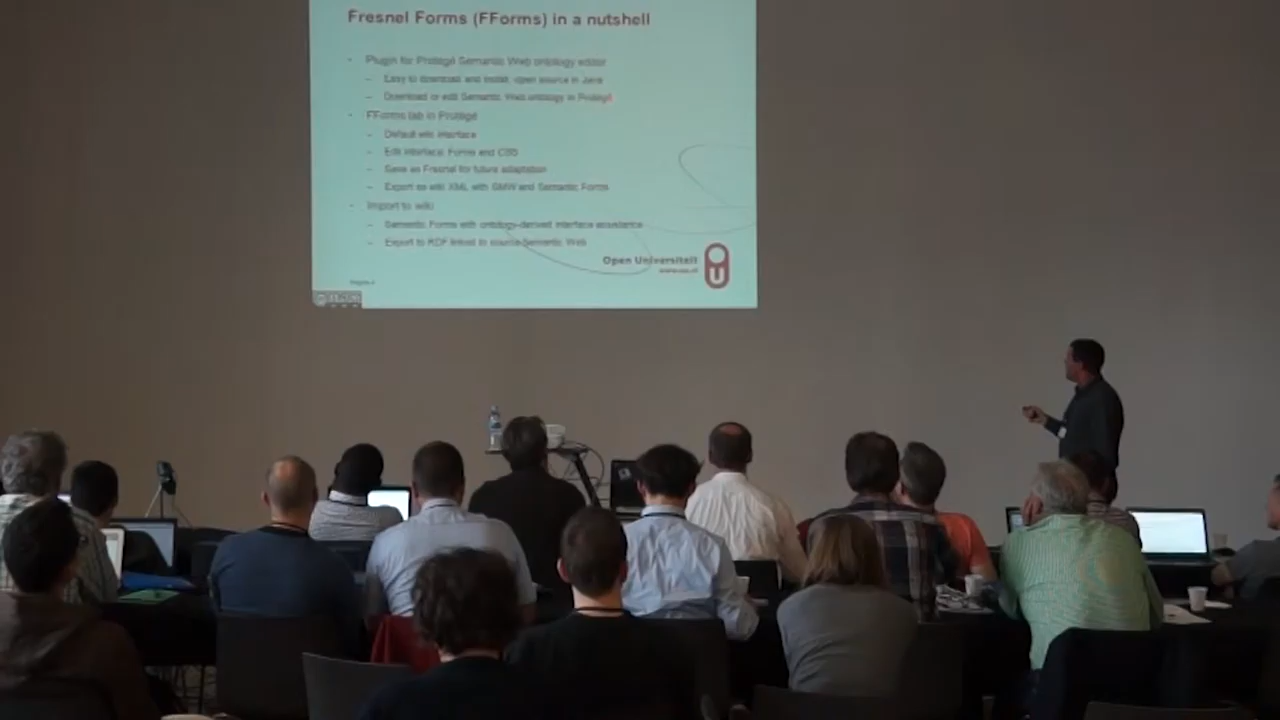 Fresnel Forms (FForms) in a nutshell
- Plugin for Protégé Semantic Web ontology editor
– Easy to download and install, open source in Java
– Download or edit Semantic Web ontology in Protégé
- FForms tab in Protégé
– Default wiki interface
– Edit interface: Forms and CSS
– Save as Fresnel for future adaptation
– Export as wiki XML with SMW and Semantic Forms
- Import to wiki
– Semantic Forms with ontology-derived interface assistance
– Export to RDF linked to source Semantic Web
Open Universiteit
www.ou.nl